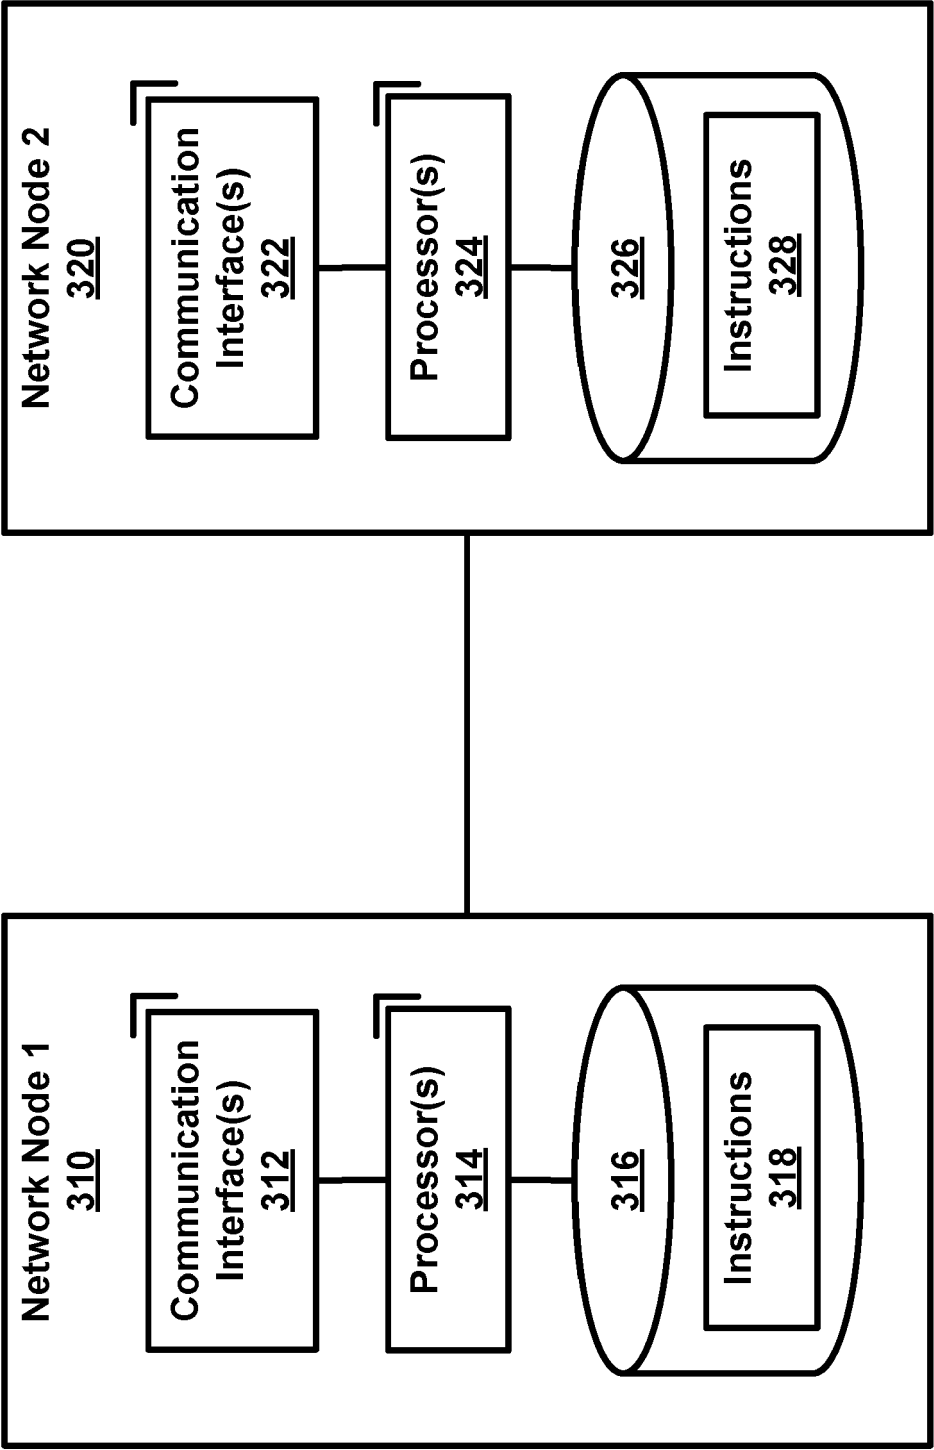 Network Node 1
310
Communication
Interface(s)
312
Processor(s)
314
316
Instructions
318
Network Node 2
320
Communication
Interface(s)
322
Processor(s)
324
326
Instructions
328